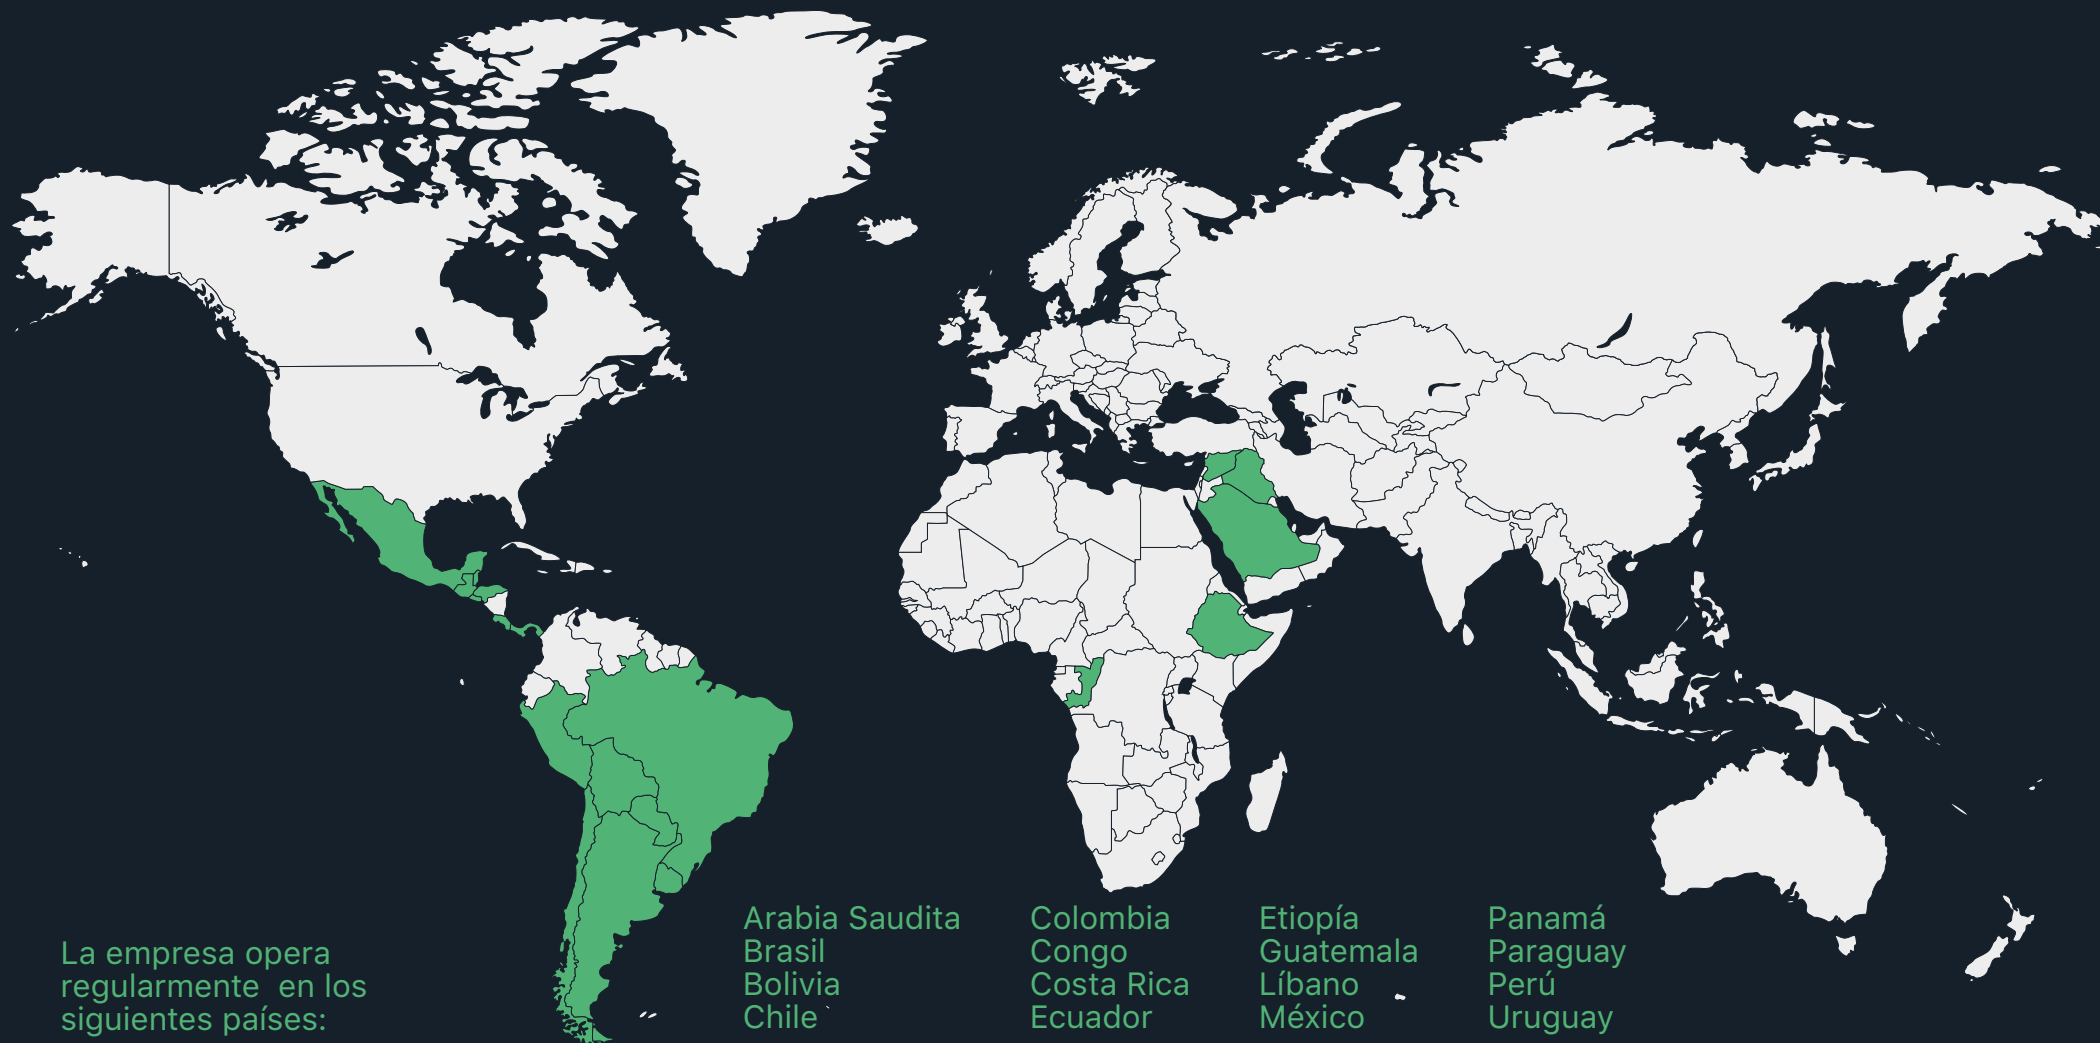 La empresa opera
regularmente  en los
siguientes países:
Arabia Saudita
Brasil
Bolivia
Chile
Colombia
Congo
Costa Rica
Ecuador
Etiopía
Guatemala
Líbano
México
Panamá
Paraguay
Perú
Uruguay